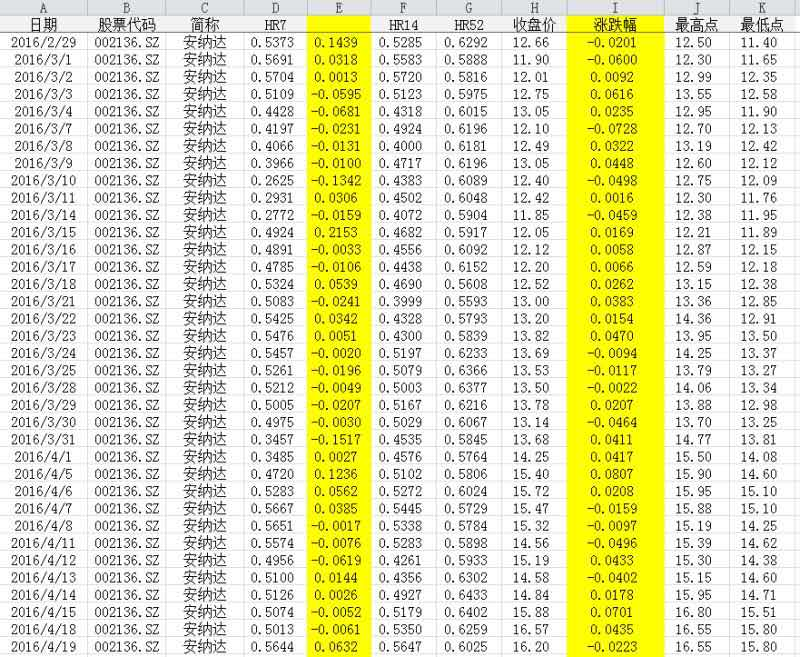 A B C D E F G H I J K
日期 股票代码 简称 HR7 HR14 HR52 收盘价 涨跌幅 最高点 最低点
2016/2/29 002136.SZ 安纳达 0.5373 0.1439 0.5285 0.6292 12.66 -0.0201 12.50 11.40
2016/3/1 002136.SZ 安纳达 0.5691 0.0318 0.5583 0.5888 11.90 -0.0600 12.30 11.65
2016/3/2 002136.SZ 安纳达 0.5704 0.0013 0.5720 0.5816 12.01 0.0092 12.99 12.35
2016/3/3 002136.SZ 安纳达 0.5109 -0.0595 0.5123 0.5975 12.75 0.0616 13.55 12.58
2016/3/4 002136.SZ 安纳达 0.4428 -0.0681 0.4318 0.6015 13.05 0.0235 12.95 11.90
2016/3/7 002136.SZ 安纳达 0.4197 -0.0231 0.4924 0.6196 12.10 -0.0728 12.70 12.13
2016/3/8 002136.SZ 安纳达 0.4066 -0.0131 0.4000 0.6181 12.49 0.0322 13.19 12.42
2016/3/9 002136.SZ 安纳达 0.3966 -0.0100 0.4717 0.6196 13.05 0.0448 12.60 12.12
2016/3/10 002136.SZ 安纳达 0.2625 -0.1342 0.4383 0.6089 12.40 -0.0498 12.75 12.09
2016/3/11 002136.SZ 安纳达 0.2931 0.0306 0.4502 0.6048 12.42 0.0016 12.30 11.76
2016/3/14 002136.SZ 安纳达 0.2772 -0.0159 0.4072 0.5904 11.85 -0.0459 12.38 11.95
2016/3/15 002136.SZ 安纳达 0.4924 0.2153 0.4682 0.5917 12.05 0.0169 12.21 11.89
2016/3/16 002136.SZ 安纳达 0.4891 -0.0033 0.4556 0.6092 12.12 0.0058 12.87 12.15
2016/3/17 002136.SZ 安纳达 0.4785 -0.0106 0.4438 0.6152 12.20 0.0066 12.59 12.18
2016/3/18 002136.SZ 安纳达 0.5324 0.0539 0.4690 0.5608 12.52 0.0262 13.15 12.38
2016/3/21 002136.SZ 安纳达 0.5083 -0.0241 0.3999 0.5593 13.00 0.0383 13.36 12.85
2016/3/22 002136.SZ 安纳达 0.5425 0.0342 0.4328 0.5793 13.20 0.0154 14.36 12.91
2016/3/23 002136.SZ 安纳达 0.5476 0.0051 0.4300 0.5839 13.82 0.0470 13.95 13.50
2016/3/24 002136.SZ 安纳达 0.5457 -0.0020 0.5197 0.6233 13.69 -0.0094 14.25 13.37
2016/3/25 002136.SZ 安纳达 0.5261 -0.0196 0.5079 0.6366 13.53 -0.0117 13.79 13.27
2016/3/28 002136.SZ 安纳达 0.5212 -0.0049 0.5003 0.6377 13.50 -0.0022 14.06 13.34
2016/3/29 002136.SZ 安纳达 0.5005 -0.0207 0.5167 0.6216 13.78 0.0207 13.88 12.98
2016/3/30 002136.SZ 安纳达 0.4975 -0.0030 0.5029 0.6067 13.14 -0.0464 13.70 13.25
2016/3/31 002136.SZ 安纳达 0.3457 -0.1517 0.4535 0.5845 13.68 0.0411 14.77 13.81
2016/4/1 002136.SZ 安纳达 0.3485 0.0027 0.4576 0.5764 14.25 0.0417 15.50 14.08
2016/4/5 002136.SZ 安纳达 0.4720 0.1236 0.5102 0.5806 15.40 0.0807 15.90 14.60
2016/4/6 002136.SZ 安纳达 0.5283 0.0562 0.5272 0.6024 15.72 0.0208 15.95 15.10
2016/4/7 002136.SZ 安纳达 0.5667 0.0385 0.5445 0.5729 15.47 -0.0159 15.88 15.10
2016/4/8 002136.SZ 安纳达 0.5651 -0.0017 0.5338 0.5784 15.32 -0.0097 15.19 14.25
2016/4/11 002136.SZ 安纳达 0.5574 -0.0076 0.5283 0.5898 14.56 -0.0496 15.39 14.62
2016/4/12 002136.SZ 安纳达 0.4956 -0.0619 0.4261 0.5933 15.19 0.0433 15.30 14.38
2016/4/13 002136.SZ 安纳达 0.5100 0.0144 0.4356 0.6302 14.58 -0.0402 15.15 14.60
2016/4/14 002136.SZ 安纳达 0.5126 0.0026 0.4927 0.6433 14.84 0.0178 15.95 14.71
2016/4/15 002136.SZ 安纳达 0.5074 -0.0052 0.5179 0.6402 15.88 0.0701 16.80 15.51
2016/4/18 002136.SZ 安纳达 0.5013 -0.0061 0.5350 0.6259 16.57 0.0435 16.55 15.80
2016/4/19 002136.SZ 安纳达 0.5644 0.0632 0.5647 0.6025 16.20 -0.0223 16.55 15.80